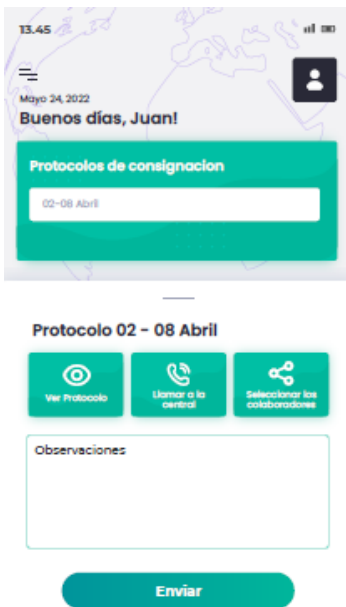 13.45
Mayo 24, 2022
Buenos días, Juan!
Protocolos de consignacion
02-08 Abril
Protocolo 02 - 08 Abril
Ver Protocolo
Llamar a la
central
Seleccionar los
colaboradores
Observaciones
Enviar